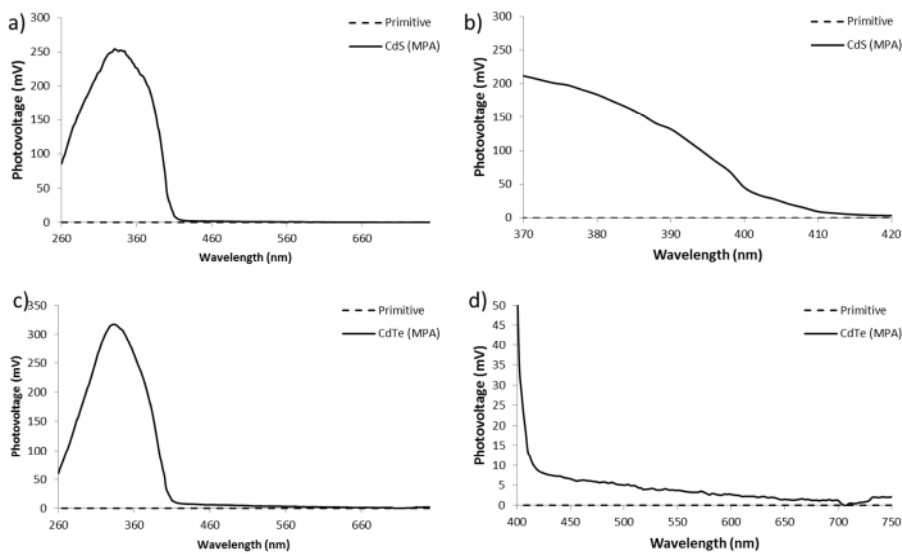 a)
Primitive
CdS (MPA)
Photovoltage (mV)
300
250
200
150
100
50
0
260 360 460 560 660
Wavelength (nm)
b)
Primitive
CdS (MPA)
Photovoltage (mV)
300
250
200
150
100
50
0
370 380 390 400 410 420
Wavelength (nm)
c)
Primitive
CdTe (MPA)
Photovoltage (mV)
350
300
250
200
150
100
50
0
260 360 460 560 660
Wavelength (nm)
d)
Primitive
CdTe (MPA)
Photovoltage (mV)
50
45
40
35
30
25
20
15
10
5
0
400 450 500 550 600 650 700 750
Wavelength (nm)